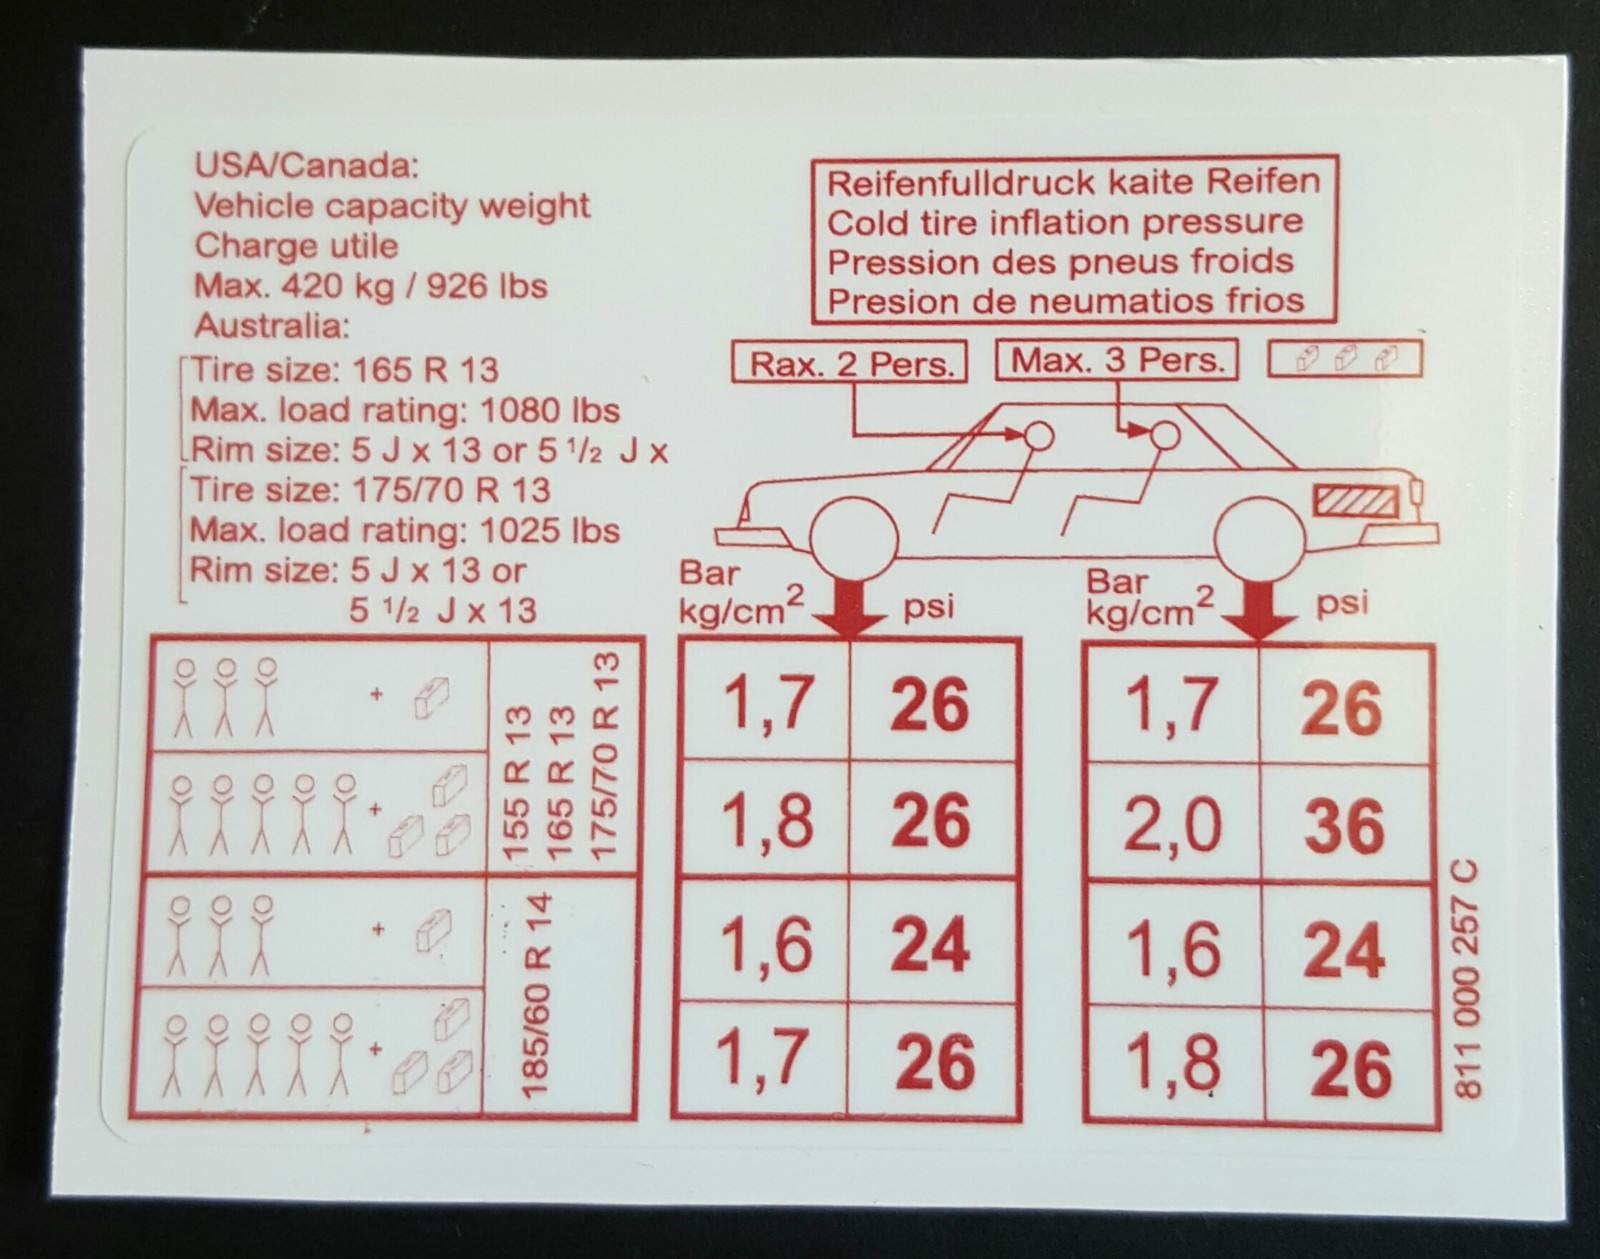 USA/Canada:
Vehicle capacity weight
Charge utile
Max. 420 kg / 926 lbs
Australia:
Tire size: 165 R 13
Max. load rating: 1080 lbs
Rim size: 5 J x 13 or 5 1/2 J x
Tire size: 175/70 R 13
Max. load rating: 1025 lbs
Rim size: 5 J x 13 or
5 1/2 J x 13
Reifenfulldruck kaite Reifen
Cold tire inflation pressure
Pression des pneus froids
Presion de neumatios frios
Rax. 2 Pers. Max. 3 Pers.
Bar
kg/cm² psi
Bar
kg/cm² psi
+
+
155 R 13
165 R 13
175/70 R 13
+
+
185/60 R 14
1,7 26 1,7 26
1,8 26 2,0 36
1,6 24 1,6 24
1,7 26 1,8 26
811 000 257 C